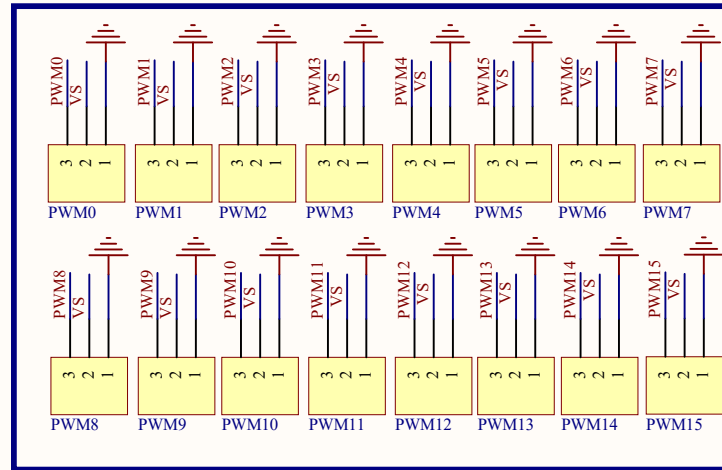 PWM0 VS PWM1 VS PWM2 VS PWM3 VS PWM4 VS PWM5 VS PWM6 VS PWM7 VS
3 2 1 3 2 1 3 2 1 3 2 1 3 2 1 3 2 1 3 2 1 3 2 1
PWM0 PWM1 PWM2 PWM3 PWM4 PWM5 PWM6 PWM7
PWM8 VS PWM9 VS PWM10 VS PWM11 VS PWM12 VS PWM13 VS PWM14 VS PWM15 VS
3 2 1 3 2 1 3 2 1 3 2 1 3 2 1 3 2 1 3 2 1 3 2 1
PWM8 PWM9 PWM10 PWM11 PWM12 PWM13 PWM14 PWM15